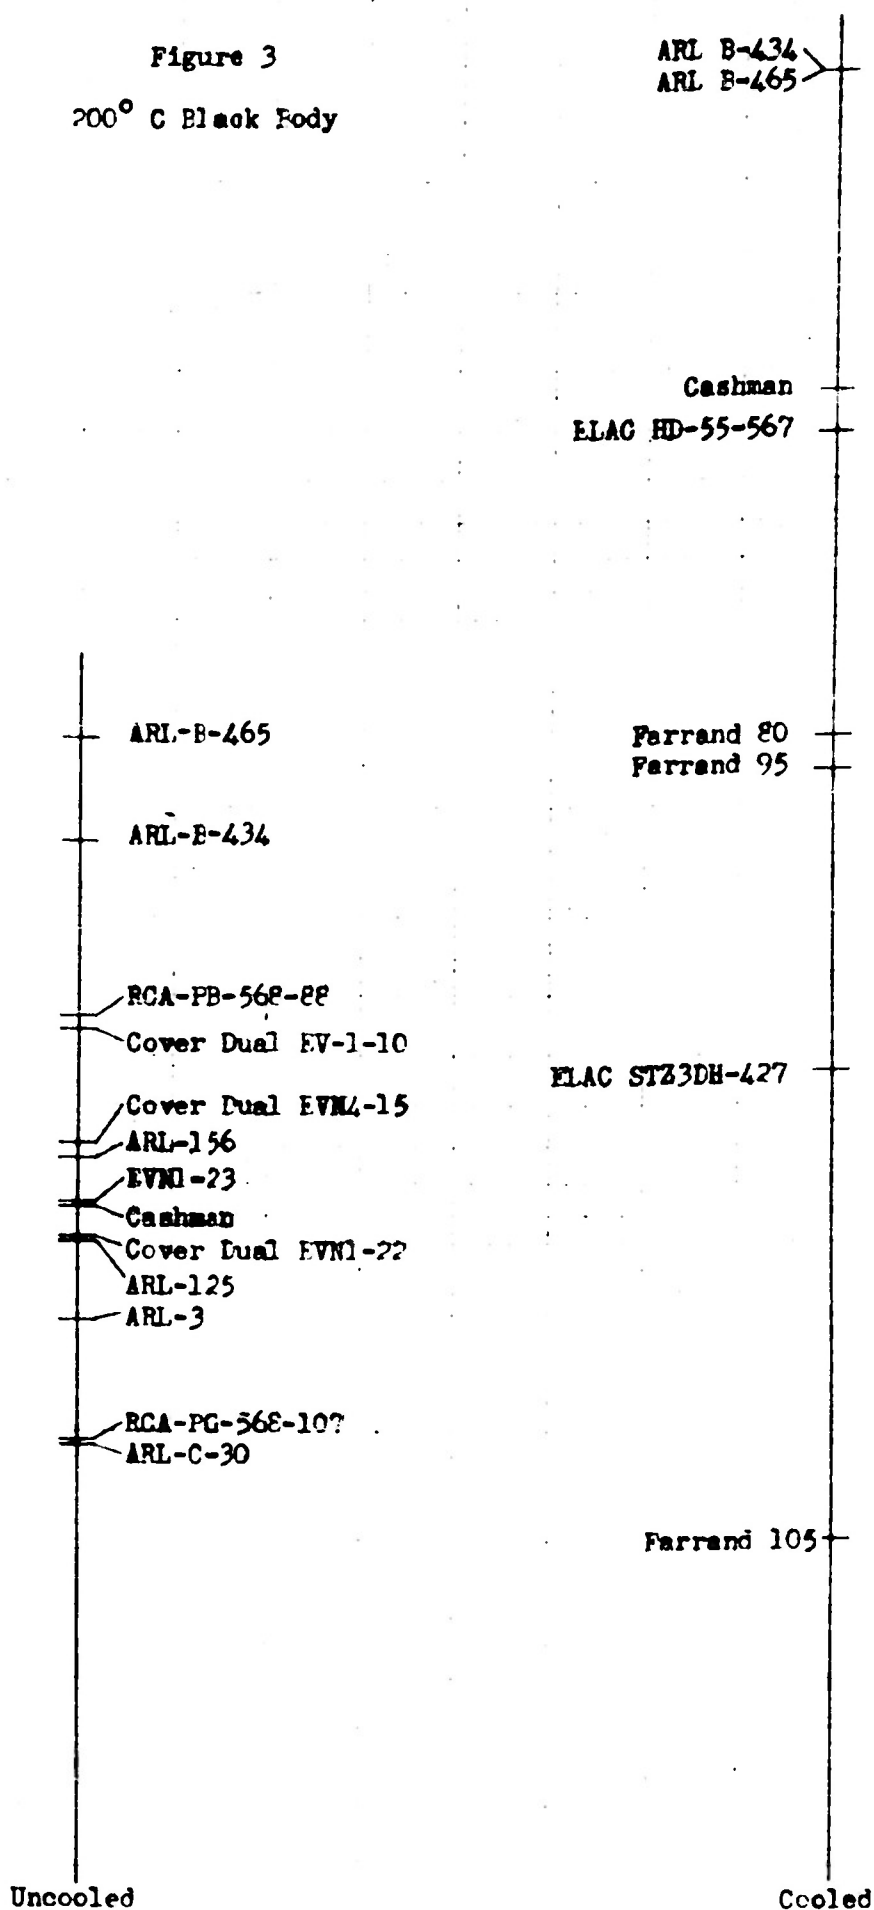 Figure 3
200° C Black Body
ARL B-434
ARL B-465
Cashman
ELAC HD-55-567
Farrand 80
Farrand 95
ELAC STZ3DH-427
Farrand 105
Cooled
ARL-B-465
ARL-B-434
RCA-PB-568-88
Cover Dual EV-1-10
Cover Dual EVN4-15
ARL-156
EVN1-23
Cashman
Cover Dual EVN1-22
ARL-125
ARL-3
RCA-PG-568-107
ARL-C-30
Uncooled